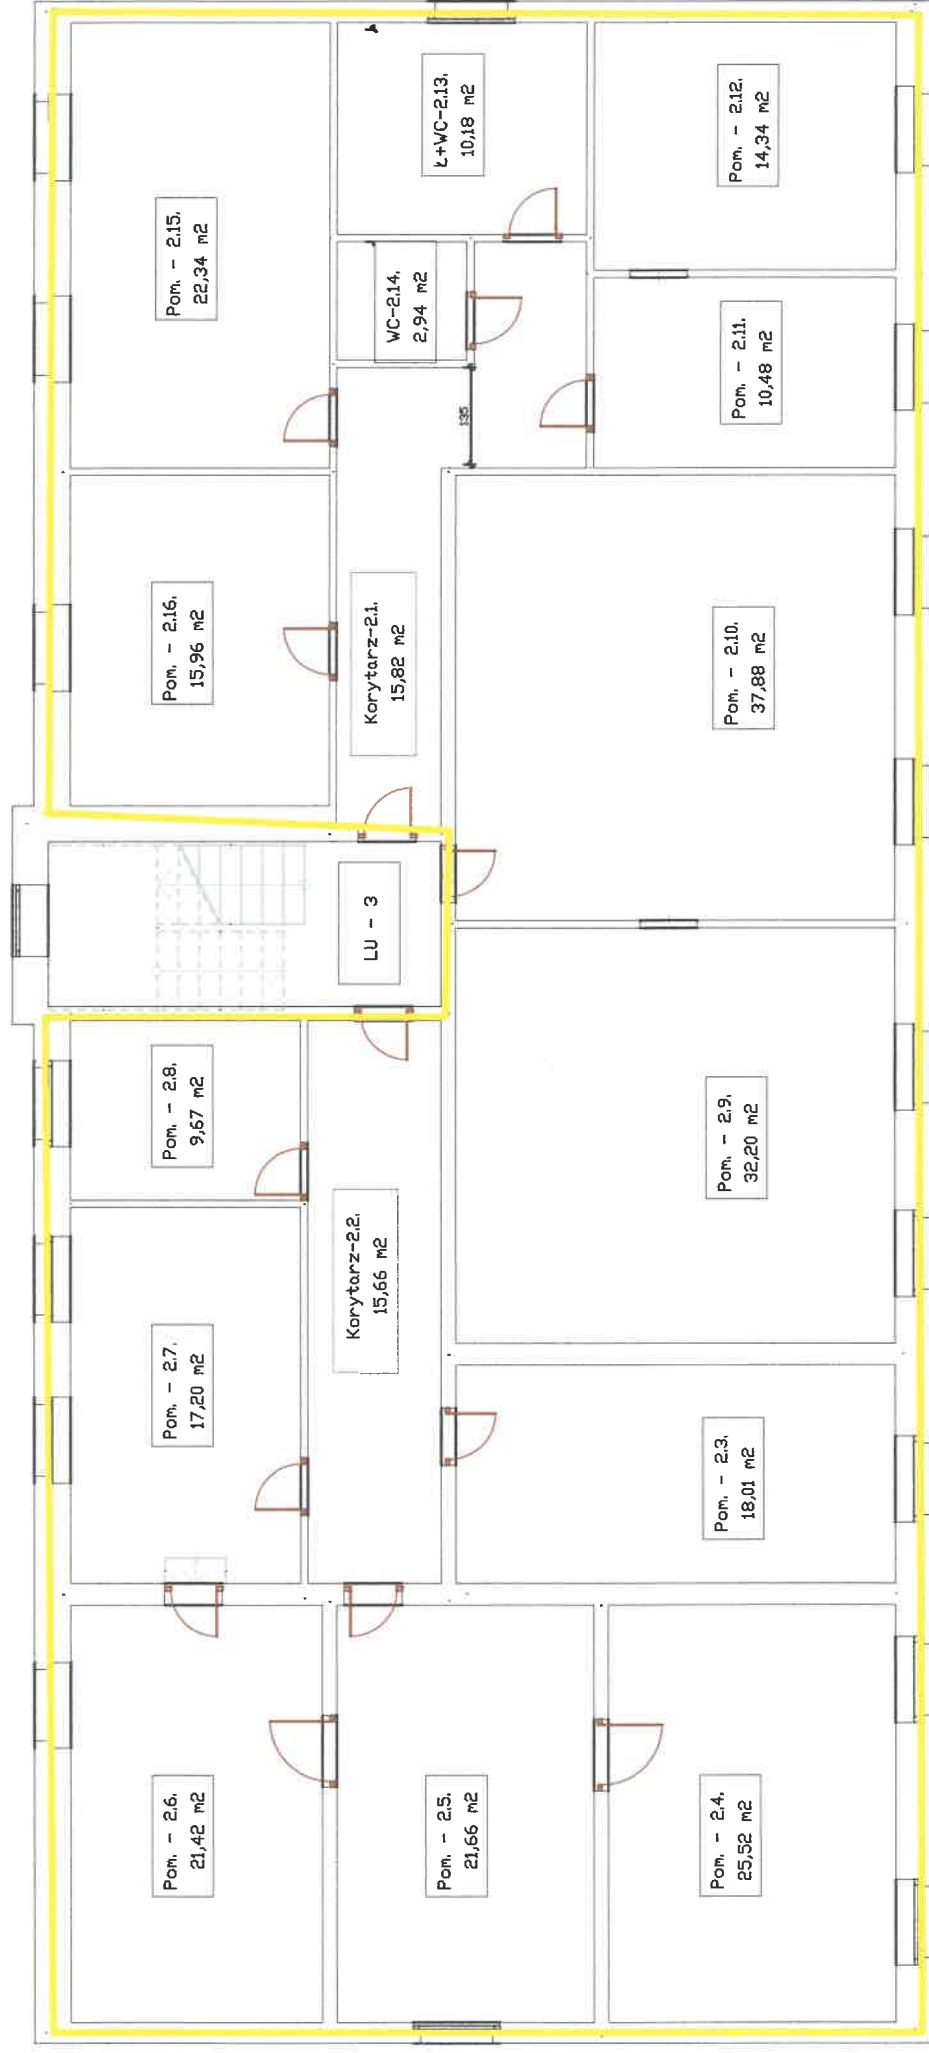 Pom. - 2.15.
22,34 m2
Ł+WC-2.13.
10,18 m2
Pom. - 2.12.
14,34 m2
WC-2.14.
2,94 m2
Pom. - 2.11.
10,48 m2
135
Pom. - 2.16.
15,96 m2
Korytarz-2.1.
15,82 m2
Pom. - 2.10.
37,88 m2
LU - 3
Pom. - 2.8.
9,67 m2
Korytarz-2.2.
15,66 m2
Pom. - 2.9.
32,20 m2
Pom. - 2.7.
17,20 m2
Pom. - 2.3.
18,01 m2
Pom. - 2.6.
21,42 m2
Pom. - 2.5.
21,66 m2
Pom. - 2.4.
25,52 m2